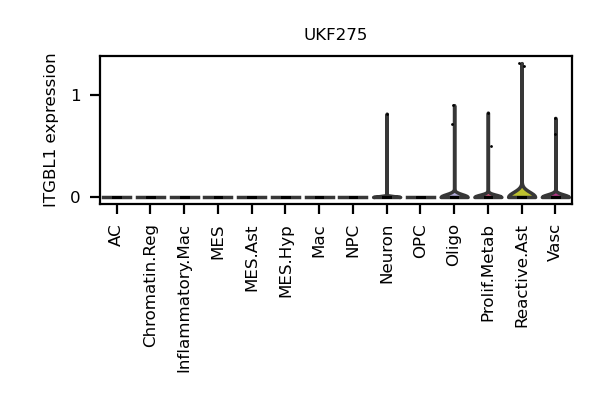 UKF275
ITGBL1 expression
1
0
AC
Chromatin.Reg
Inflammatory.Mac
MES
MES.Ast
MES.Hyp
Mac
NPC
Neuron
OPC
Oligo
Prolif.Metab
Reactive.Ast
Vasc